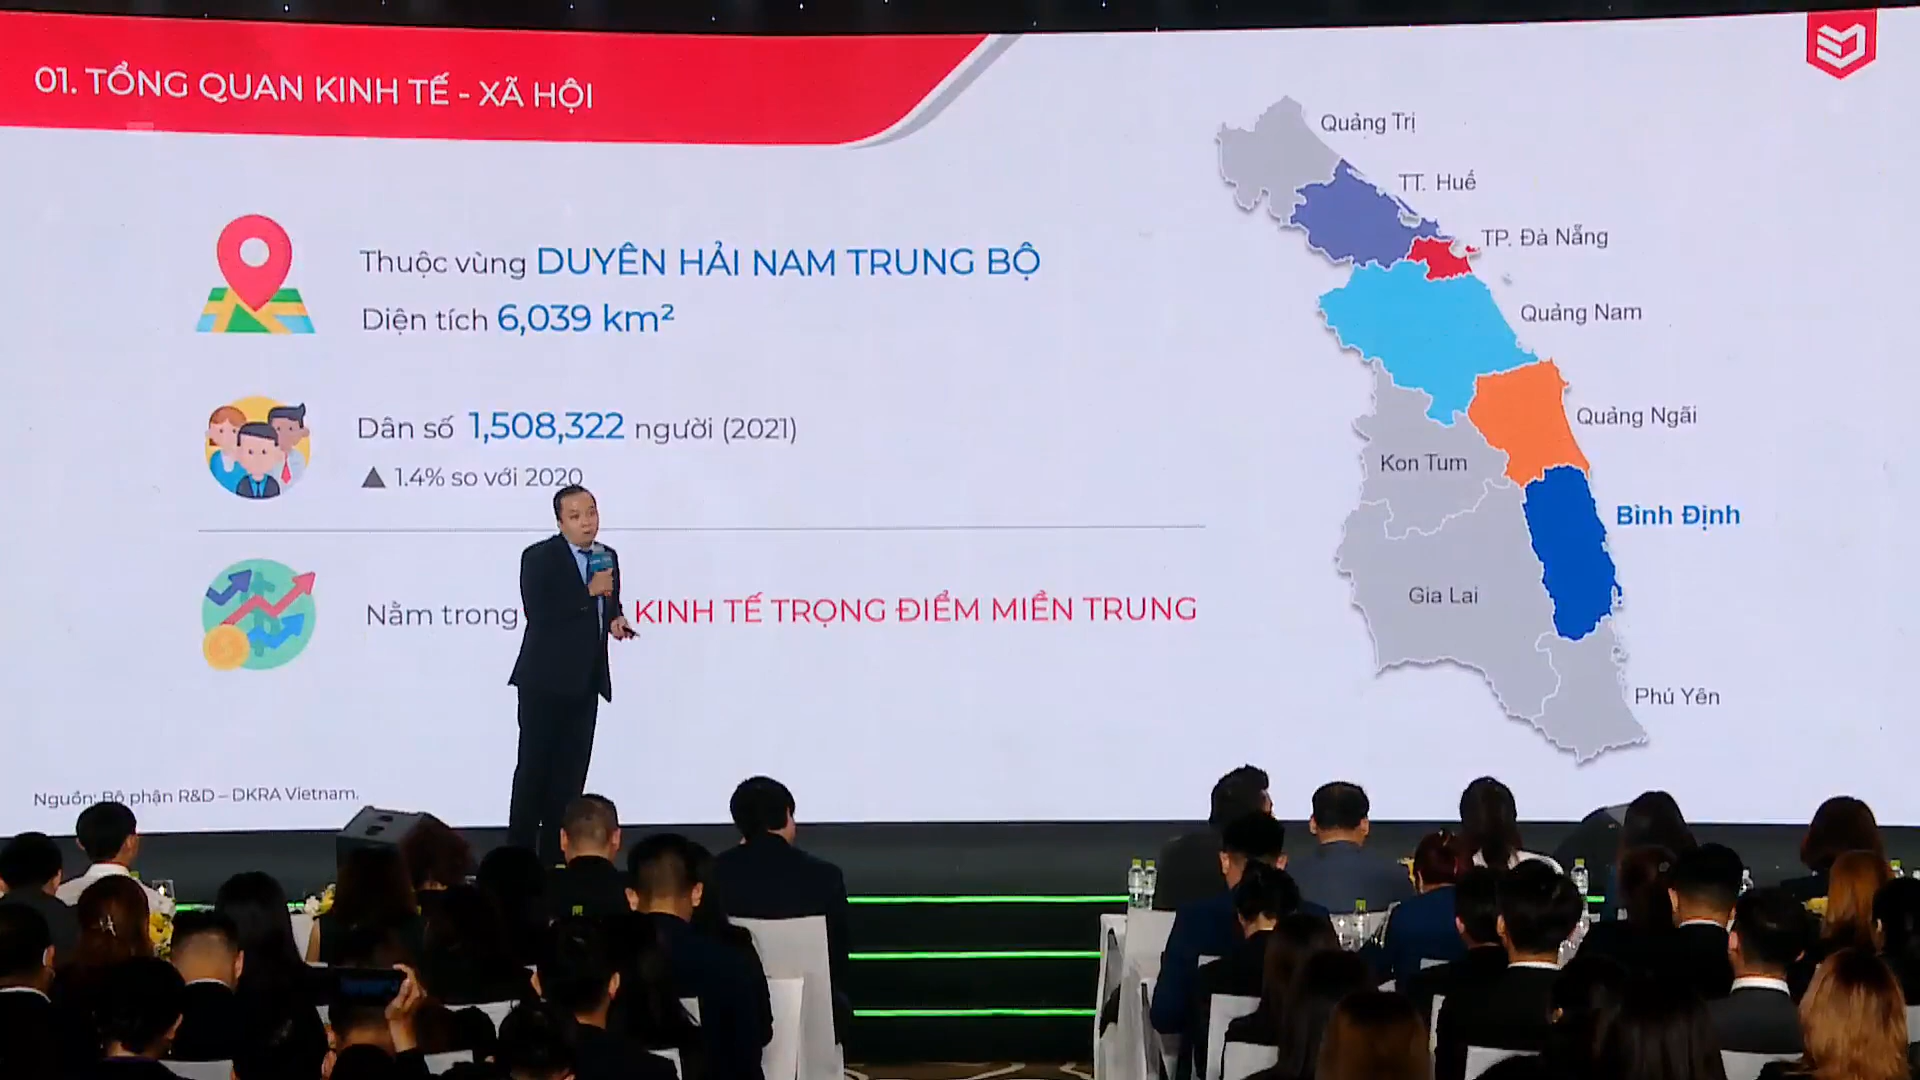 01. TỔNG QUAN KINH TẾ - XÃ HỘI
Thuộc vùng DUYÊN HẢI NAM TRUNG BỘ
Diện tích 6,039 km²
Dân số 1,508,322 người (2021)
▲ 1.4% so với 2020
Nằm trong KINH TẾ TRỌNG ĐIỂM MIỀN TRUNG
Nguồn: Bộ phận R&D – DKRA Vietnam.
Quảng Trị
TT. Huế
TP. Đà Nẵng
Quảng Nam
Quảng Ngãi
Kon Tum
Bình Định
Gia Lai
Phú Yên